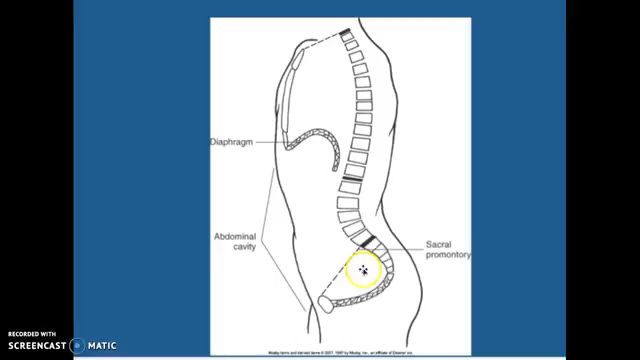 Diaphragm
Abdominal
cavity
Sacral
promontory
RECORDED WITH
SCREENCAST MATIC